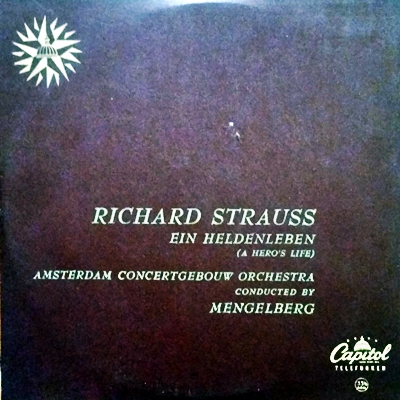 RICHARD STRAUSS
EIN HELDENLEBEN
(A HERO'S LIFE)
AMSTERDAM CONCERTGEBOUW ORCHESTRA
CONDUCTED BY
MENGELBERG
Capitol
TELEFUNKEN